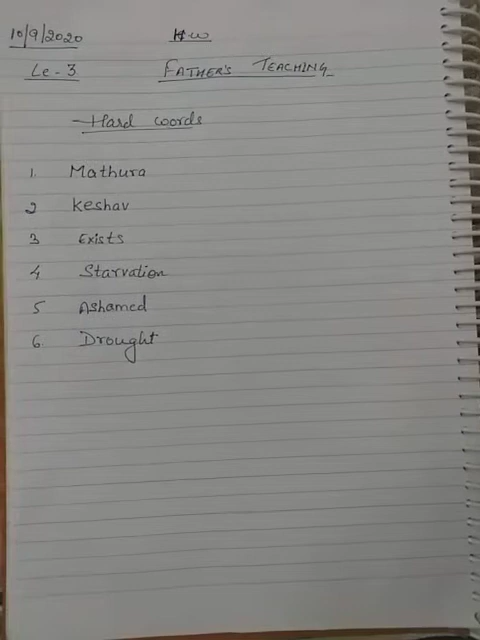 10/9/2020 HW
Le - 3 FATHER'S TEACHING
Hard words
1. Mathura
2 Keshav
3 Exists
4 Starvation
5 Ashamed
6. Drought